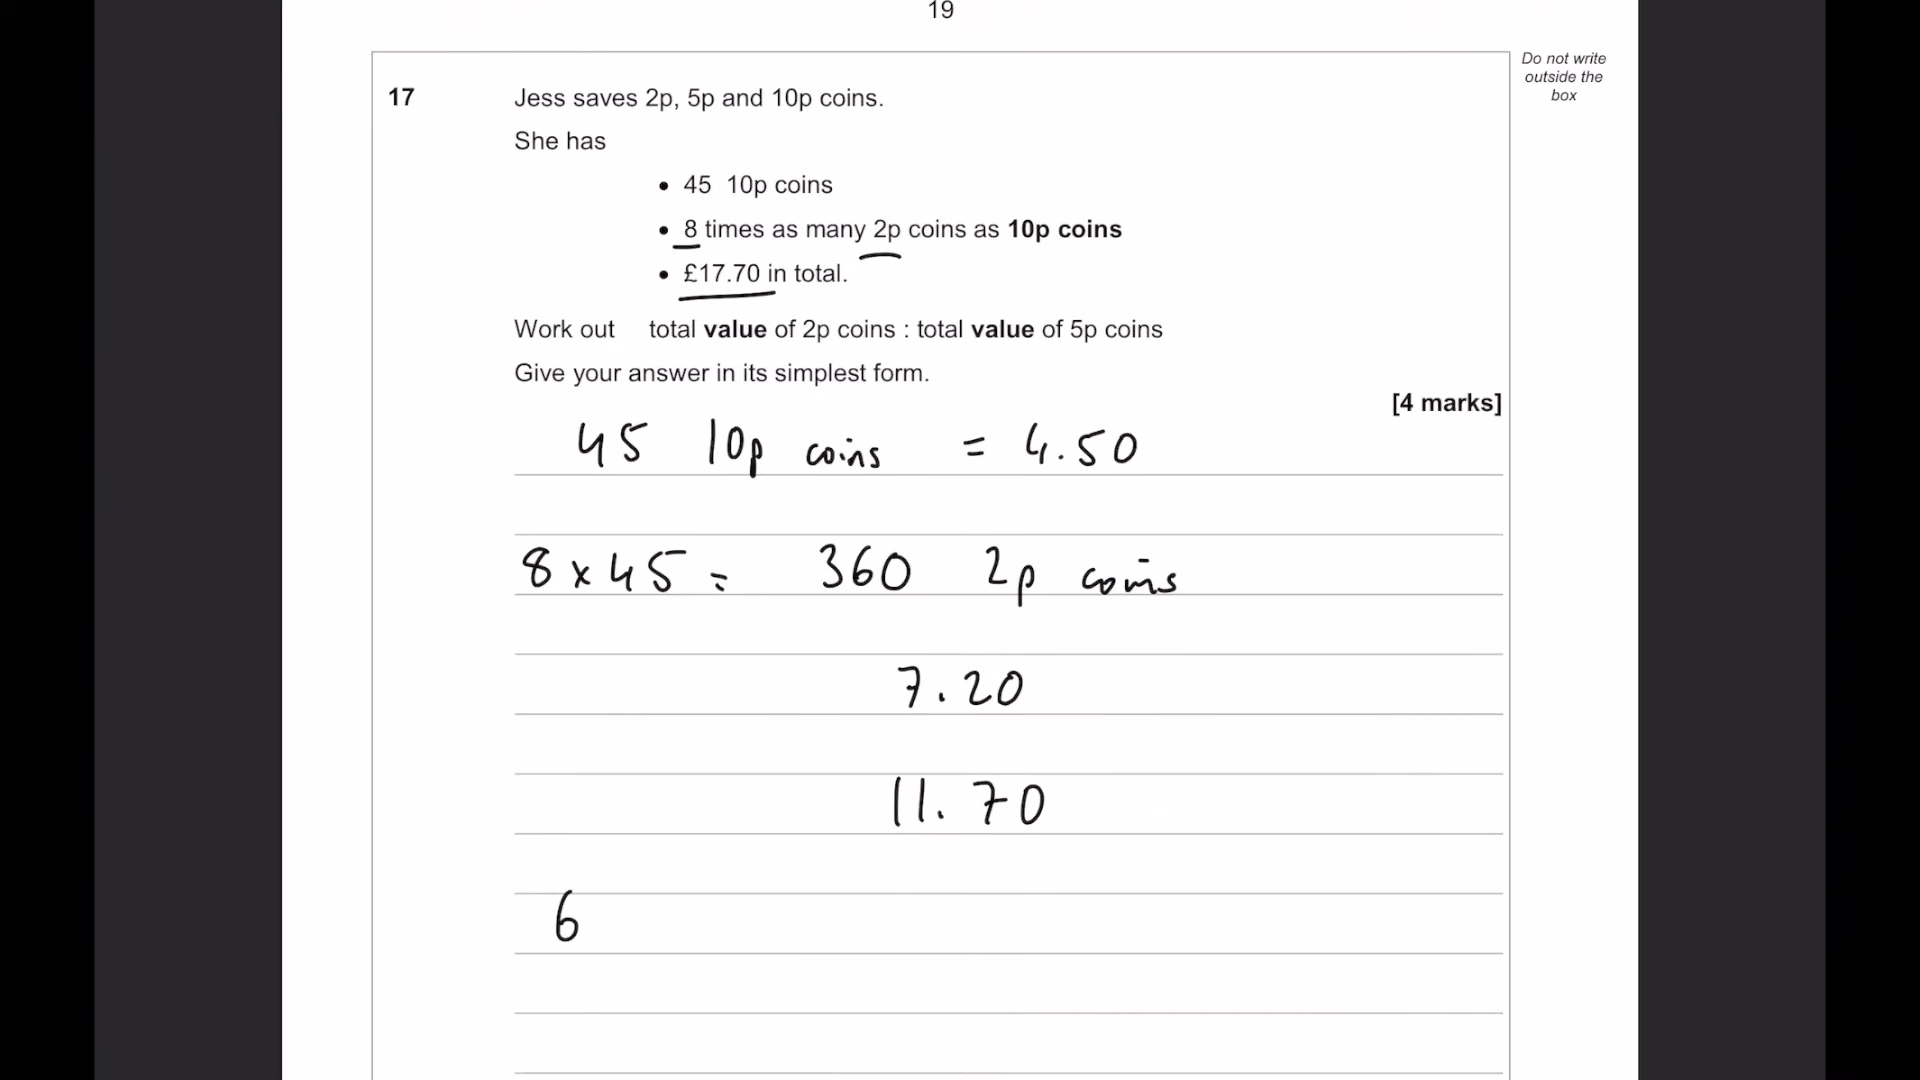 19
Do not write
outside the
box
17 Jess saves 2p, 5p and 10p coins.
She has
• 45 10p coins
• 8 times as many 2p coins as 10p coins
• £17.70 in total.
Work out total value of 2p coins : total value of 5p coins
Give your answer in its simplest form.
[4 marks]
45 10p coins = 4.50
8 × 45 = 360 2p coins
7.20
11.70
6